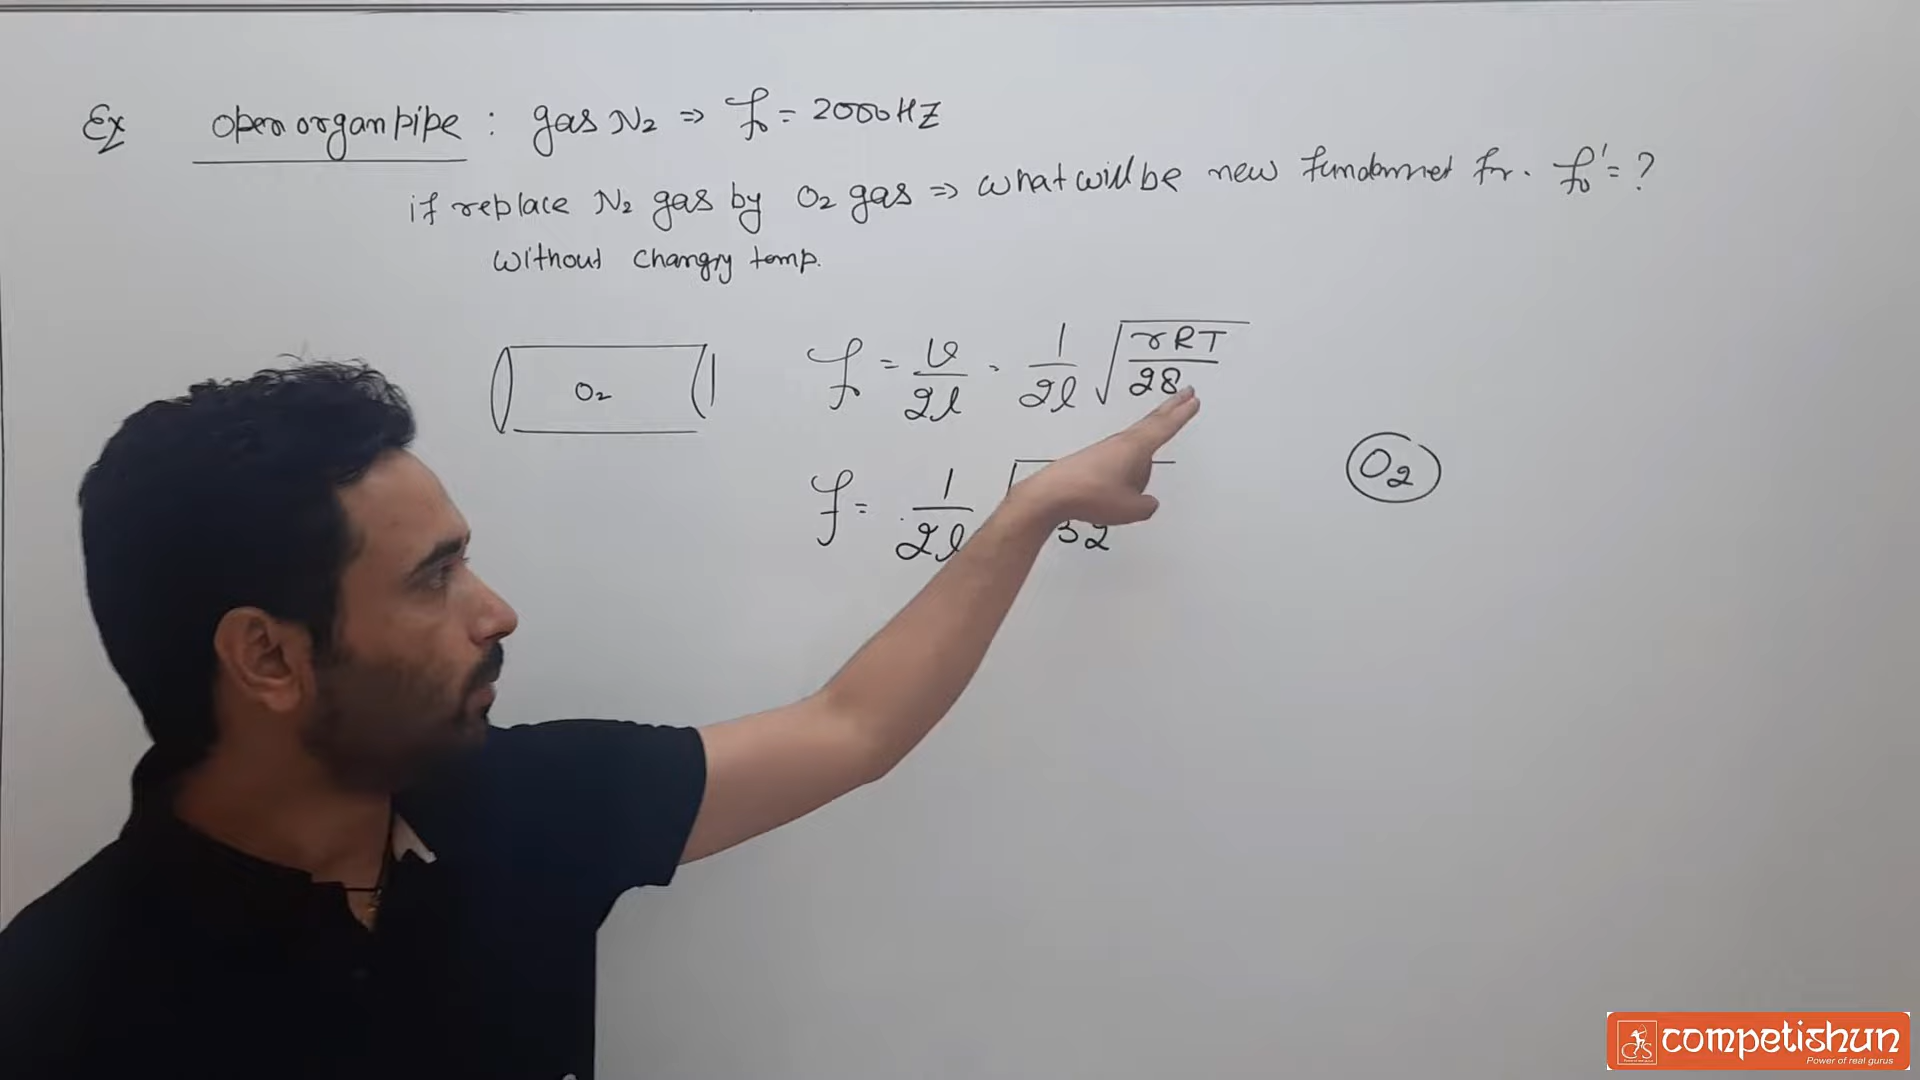 Ex open organ pipe : gas N₂ ⇒ f₀ = 2000 HZ
if replace N₂ gas by O₂ gas ⇒ what will be new fr. f₀' = ?
without temp.
O₂
f = v/2l = 1/2l √(γRT/28)
O₂
f = 1/2l √( /32)
competishun
Power of real gurus